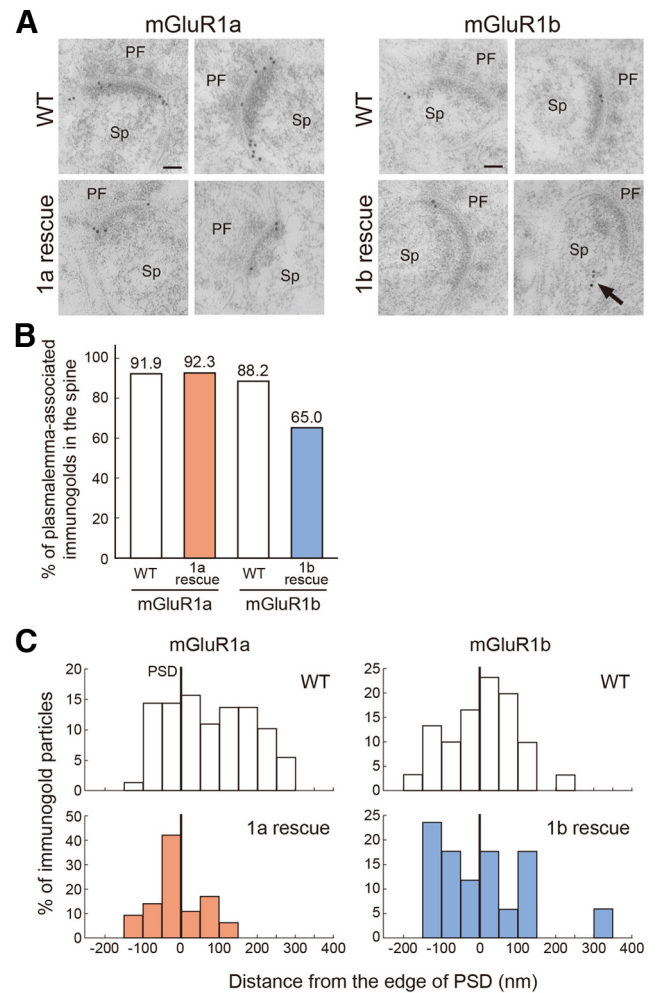 A
mGluR1a
mGluR1b
WT
PF
Sp
PF
Sp
WT
PF
Sp
PF
Sp
1a rescue
PF
Sp
PF
Sp
1b rescue
PF
Sp
PF
Sp
B
% of plasmalemma-associated
immunogolds in the spine
100
80
60
40
20
0
91.9
92.3
88.2
65.0
WT
1a
rescue
WT
1b
rescue
mGluR1a
mGluR1b
C
mGluR1a
mGluR1b
% of immunogold particles
20
15
10
5
0
PSD
WT
25
20
15
10
5
0
WT
50
40
30
20
10
0
1a rescue
-200 -100 0 100 200 300 400
25
20
15
10
5
0
1b rescue
-200 -100 0 100 200 300 400
Distance from the edge of PSD (nm)